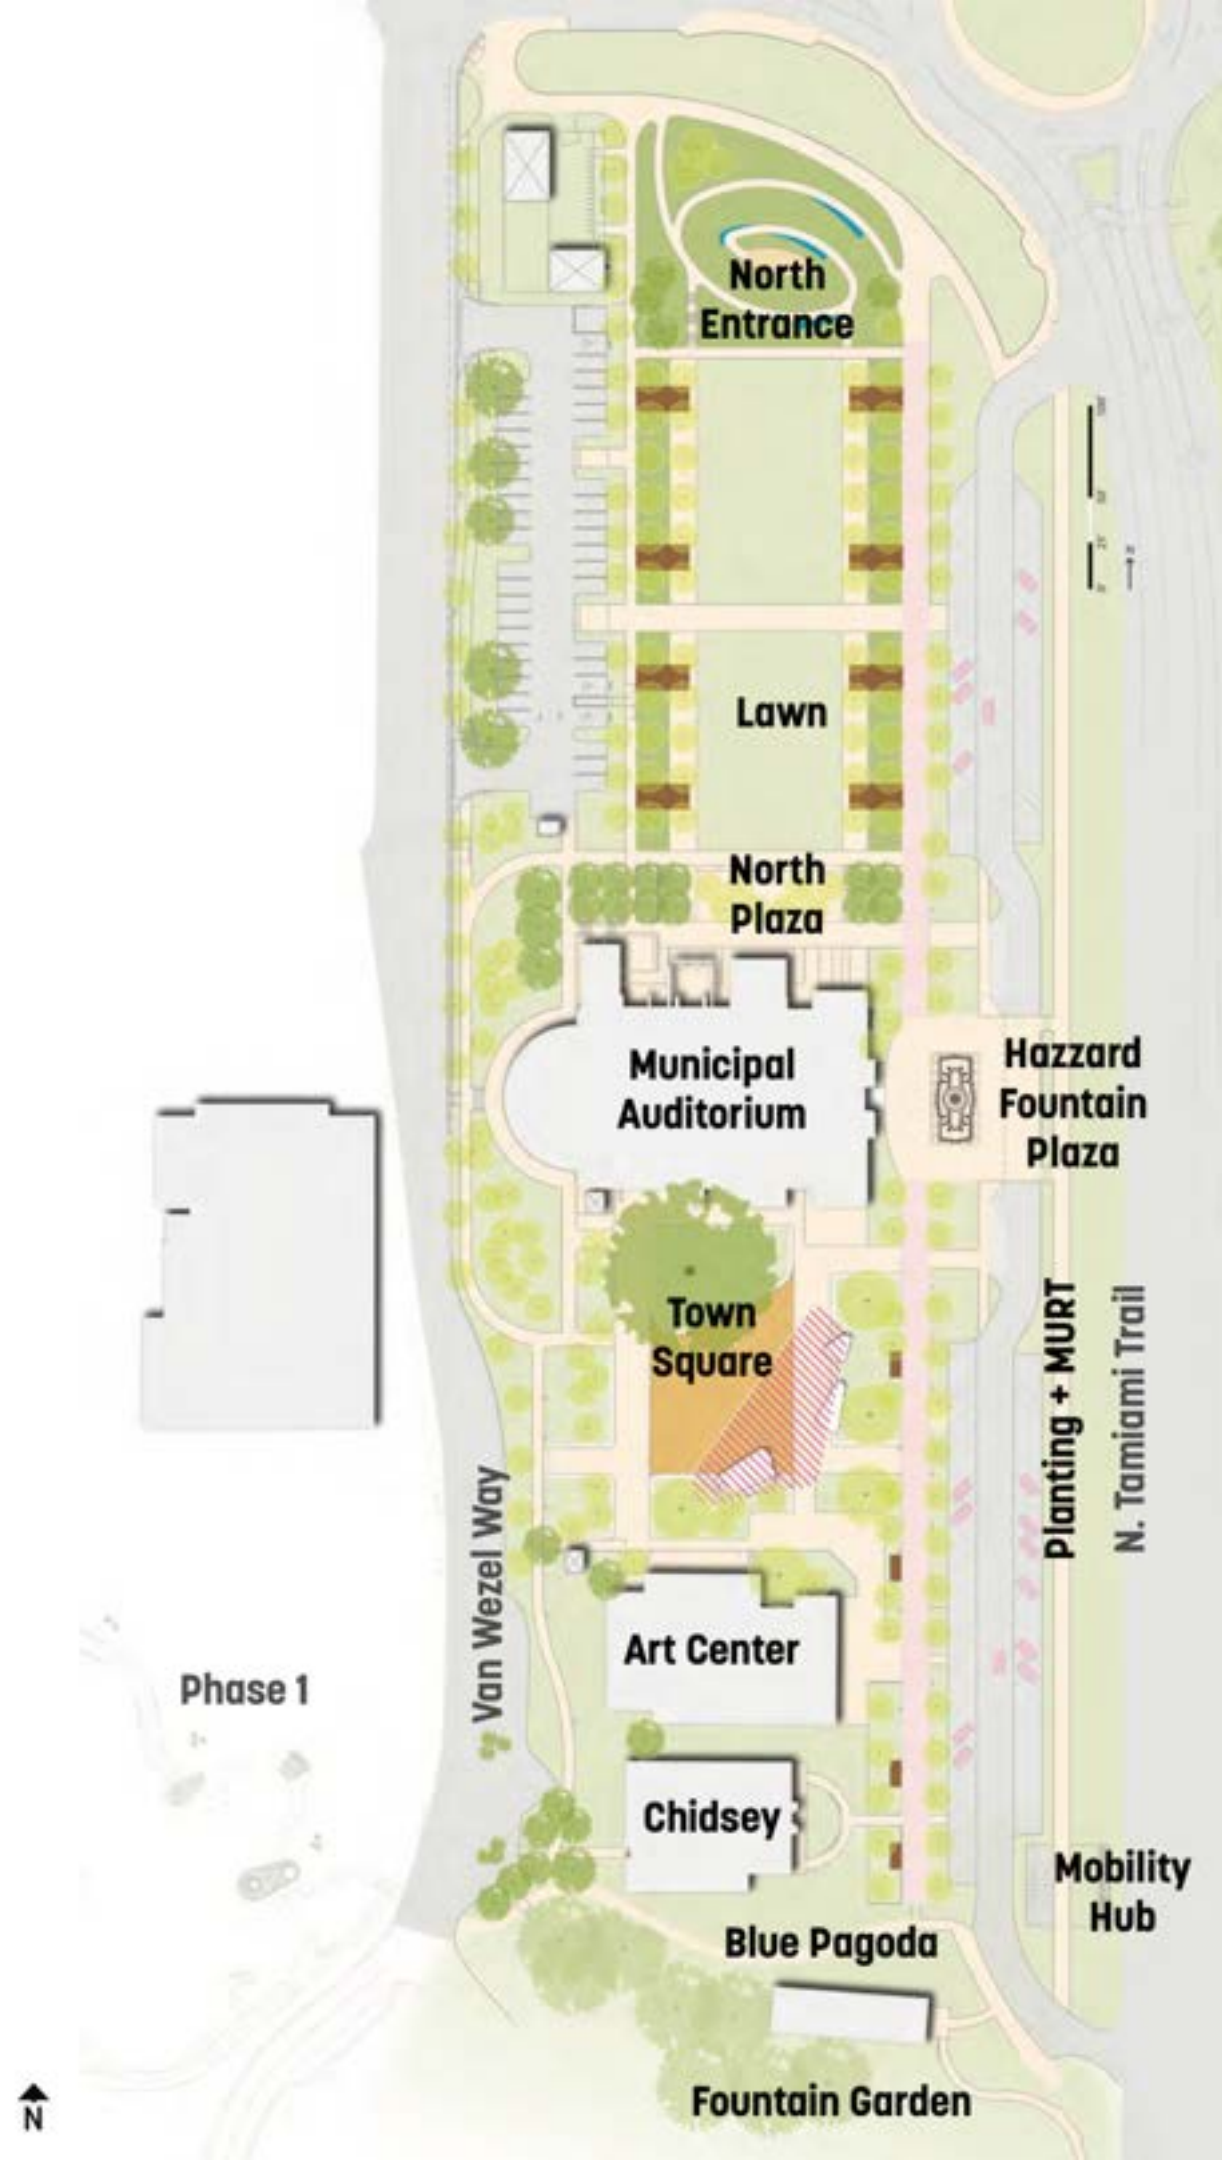 North
Entrance
Lawn
North
Plaza
Municipal
Auditorium
Hazzard
Fountain
Plaza
Town
Square
Planting + MURT
N. Tamiami Trail
Van Wezel Way
Art Center
Phase 1
Chidsey
Mobility
Hub
Blue Pagoda
Fountain Garden
N